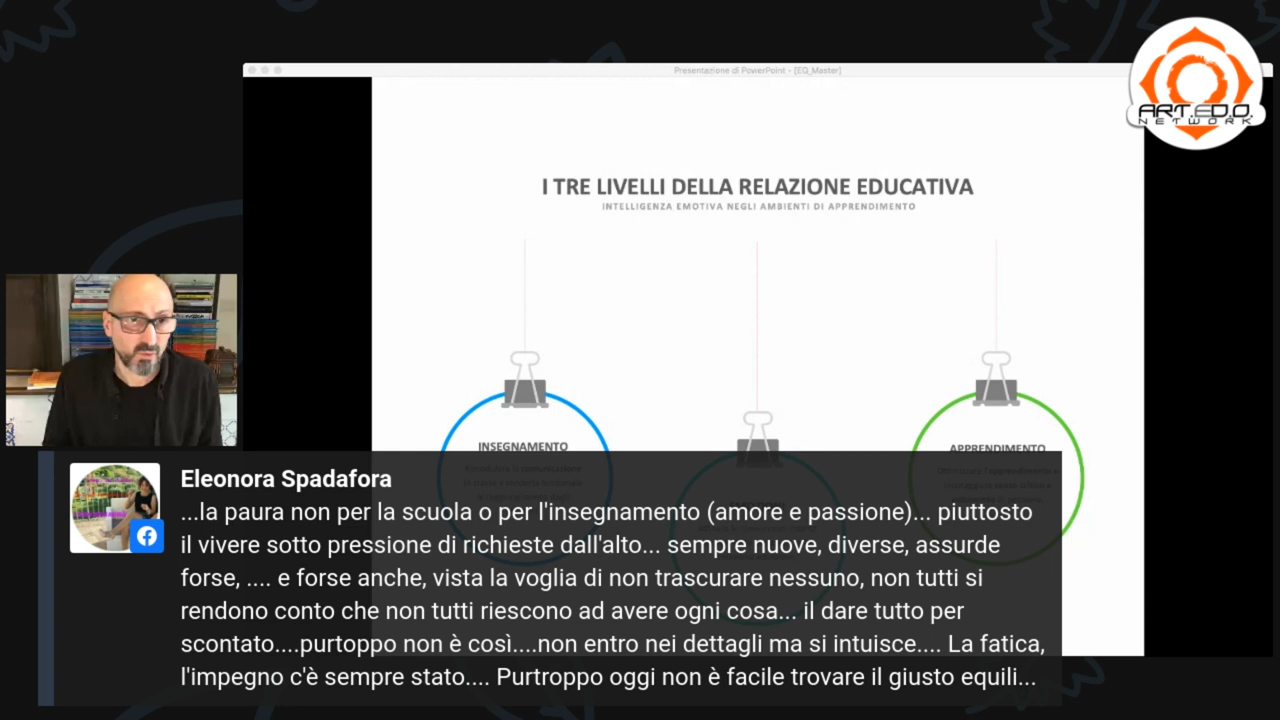 Presentazione di PowerPoint - [EQ_Master]
ART.E.D.O.
NETWORK
I TRE LIVELLI DELLA RELAZIONE EDUCATIVA
INTELLIGENZA EMOTIVA NEGLI AMBIENTI DI APPRENDIMENTO
INSEGNAMENTO
APPRENDIMENTO
Eleonora Spadafora
...la paura non per la scuola o per l'insegnamento (amore e passione)... piuttosto
il vivere sotto pressione di richieste dall'alto... sempre nuove, diverse, assurde
forse, .... e forse anche, vista la voglia di non trascurare nessuno, non tutti si
rendono conto che non tutti riescono ad avere ogni cosa... il dare tutto per
scontato....purtoppo non è così....non entro nei dettagli ma si intuisce.... La fatica,
l'impegno c'è sempre stato.... Purtroppo oggi non è facile trovare il giusto equili...